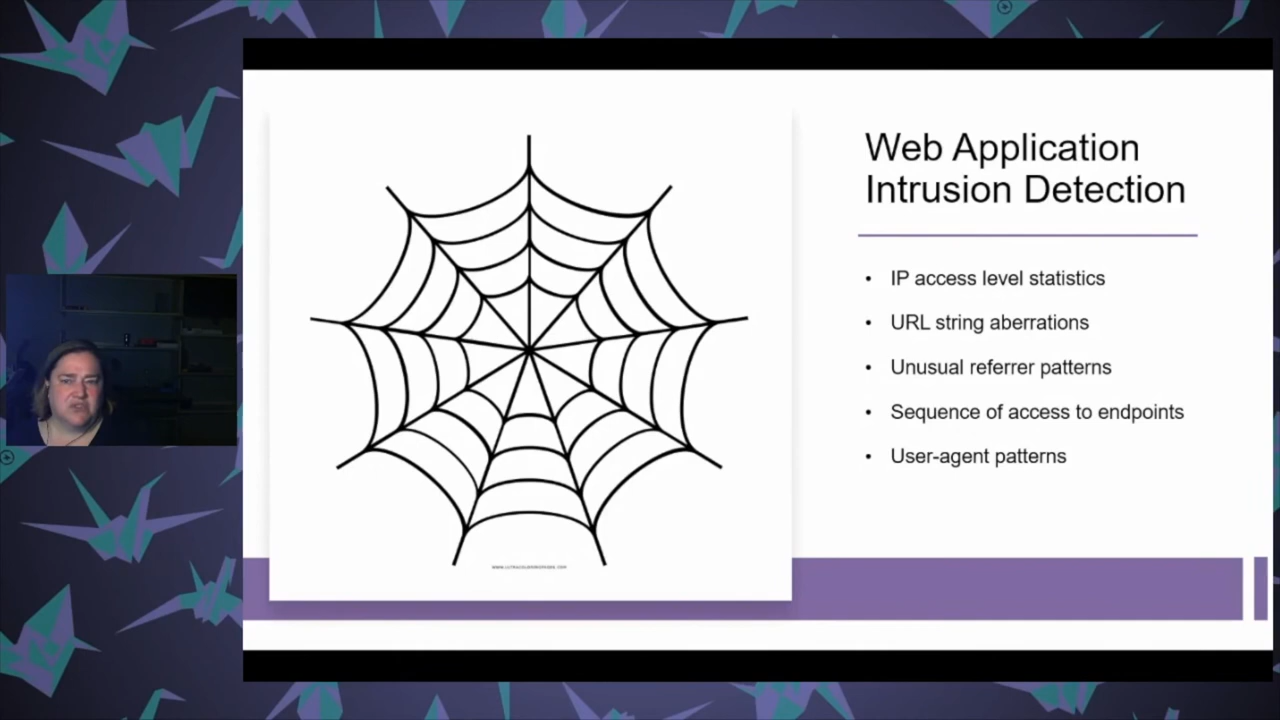 Web Application
Intrusion Detection
• IP access level statistics
• URL string aberrations
• Unusual referrer patterns
• Sequence of access to endpoints
• User-agent patterns